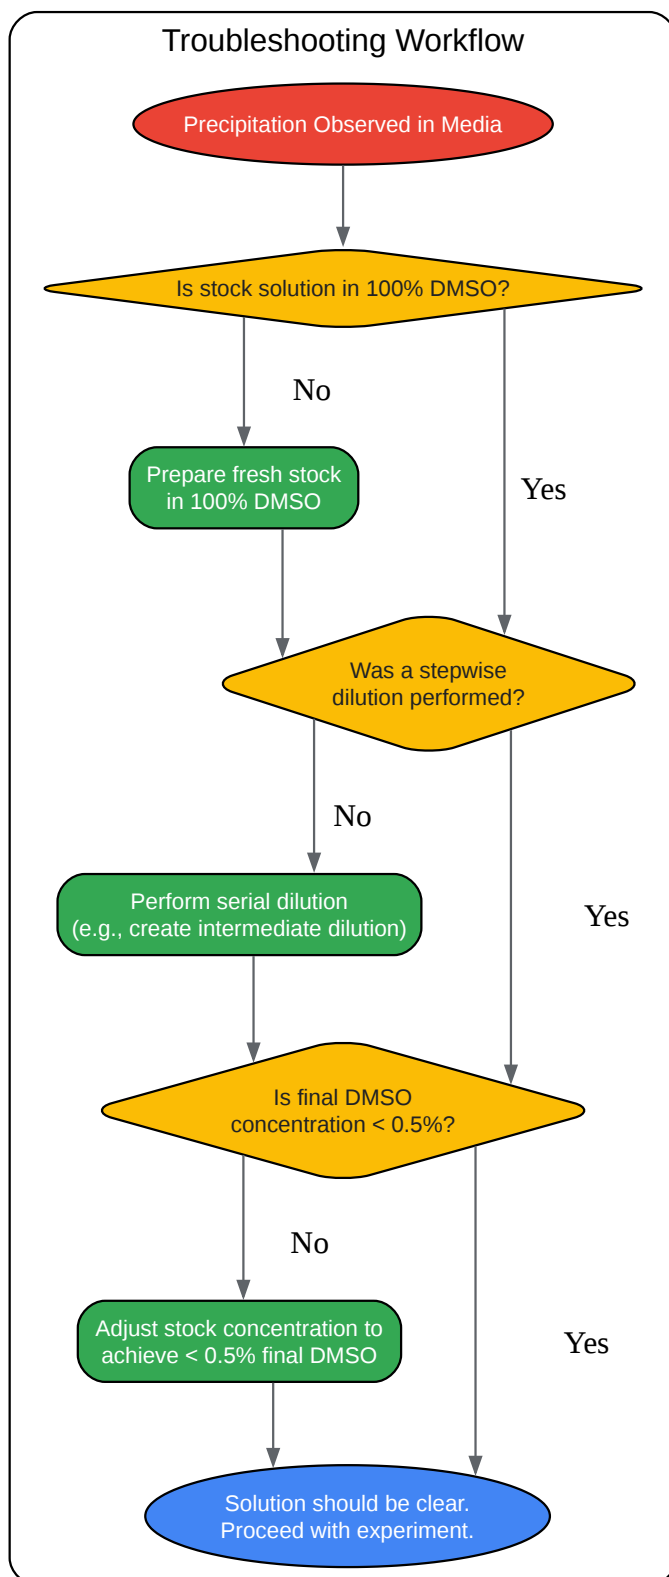 Troubleshooting Workflow
Precipitation Observed in Media
Is stock solution in 100% DMSO?
No
Prepare fresh stock
in 100% DMSO
Yes
Was a stepwise
dilution performed?
No
Perform serial dilution
(e.g., create intermediate dilution)
Yes
Is final DMSO
concentration < 0.5%?
No
Adjust stock concentration to
achieve < 0.5% final DMSO
Yes
Solution should be clear.
Proceed with experiment.